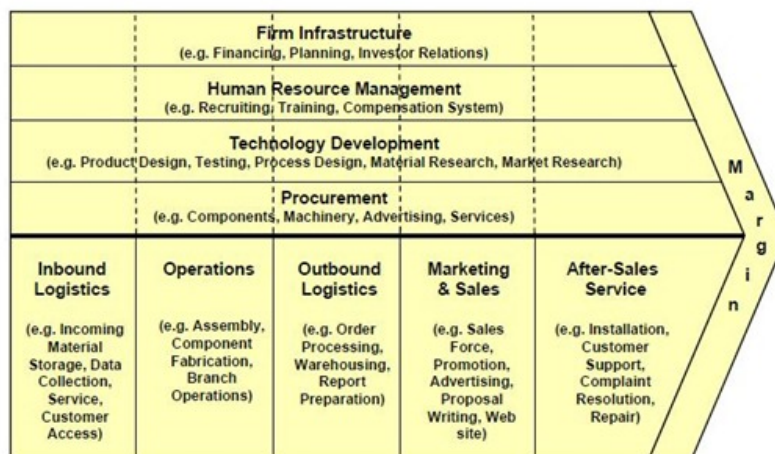 Firm Infrastructure
(e.g. Financing, Planning, Investor Relations)
Human Resource Management
(e.g. Recruiting, Training, Compensation System)
Technology Development
(e.g. Product Design, Testing, Process Design, Material Research, Market Research)
Procurement
(e.g. Components, Machinery, Advertising, Services)
Inbound
Logistics
(e.g. Incoming
Material
Storage, Data
Collection,
Service,
Customer
Access)
Operations
(e.g. Assembly,
Component
Fabrication,
Branch
Operations)
Outbound
Logistics
(e.g. Order
Processing,
Warehousing,
Report
Preparation)
Marketing
& Sales
(e.g. Sales
Force,
Promotion,
Advertising,
Proposal
Writing, Web
site)
After-Sales
Service
(e.g. Installation,
Customer
Support,
Complaint
Resolution,
Repair)
Margin